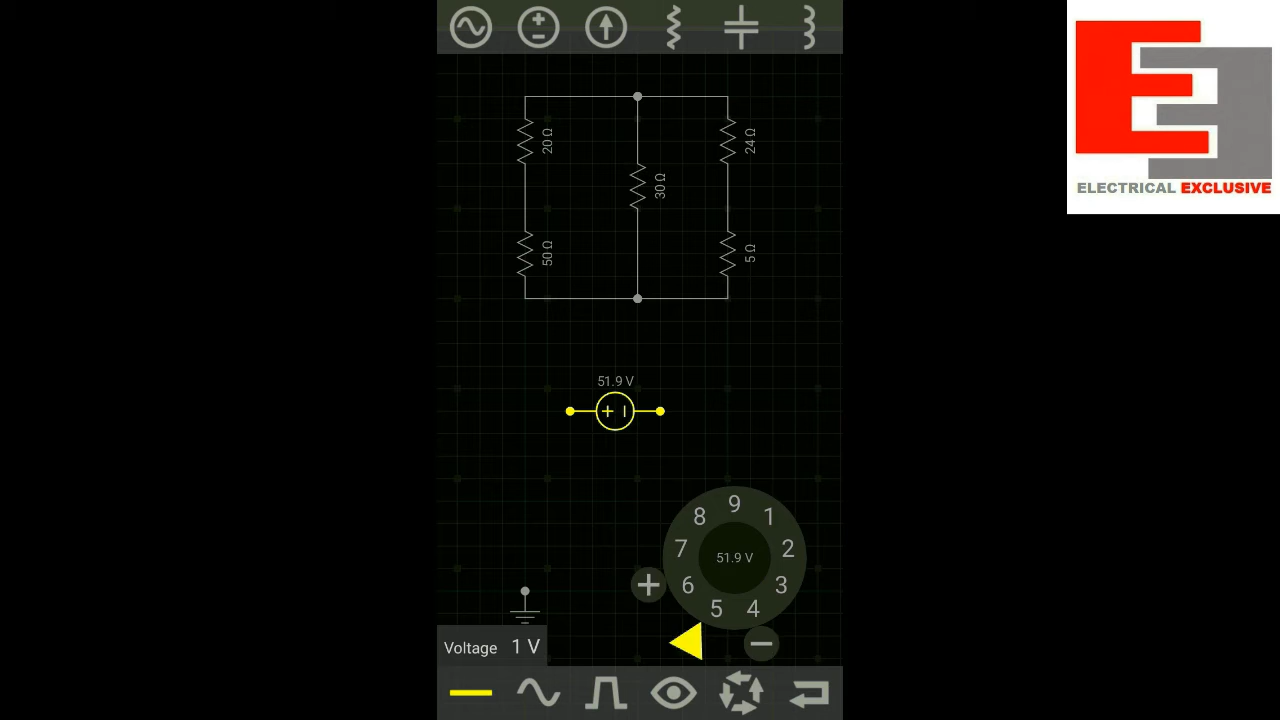 ELECTRICAL EXCLUSIVE
20 Ω
24 Ω
30 Ω
50 Ω
5 Ω
51.9 V
9
8 1
7 51.9 V 2
6 3
5 4
Voltage 1 V